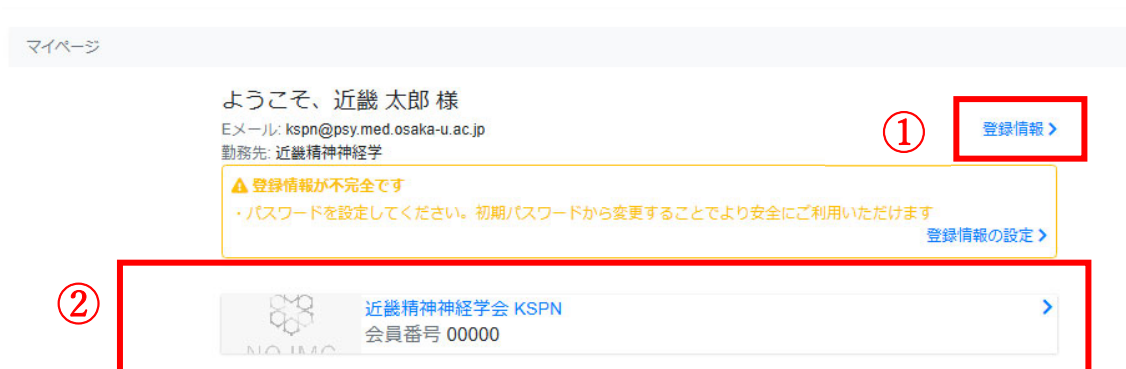 マイページ
ようこそ、近畿 太郎 様
Eメール: kspn@psy.med.osaka-u.ac.jp
① 登録情報 >
勤務先: 近畿精神神経学
登録情報が不完全です
・パスワードを設定してください。初期パスワードから変更することでより安全にご利用いただけます
登録情報の設定 >
②
近畿精神神経学会 KSPN >
会員番号 00000
NO IMG